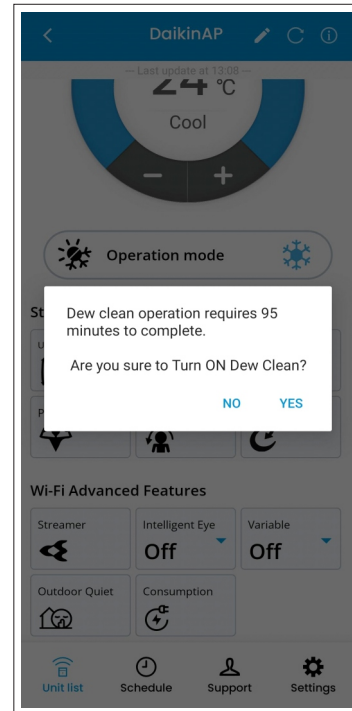 DaikinAP
— Last update at 13:08 —
24 °C
Cool
Operation mode
St
Dew clean operation requires 95
minutes to complete.
Are you sure to Turn ON Dew Clean?
NO YES
Wi-Fi Advanced Features
Streamer Intelligent Eye Variable
Off Off
Outdoor Quiet Consumption
Unit list Schedule Support Settings